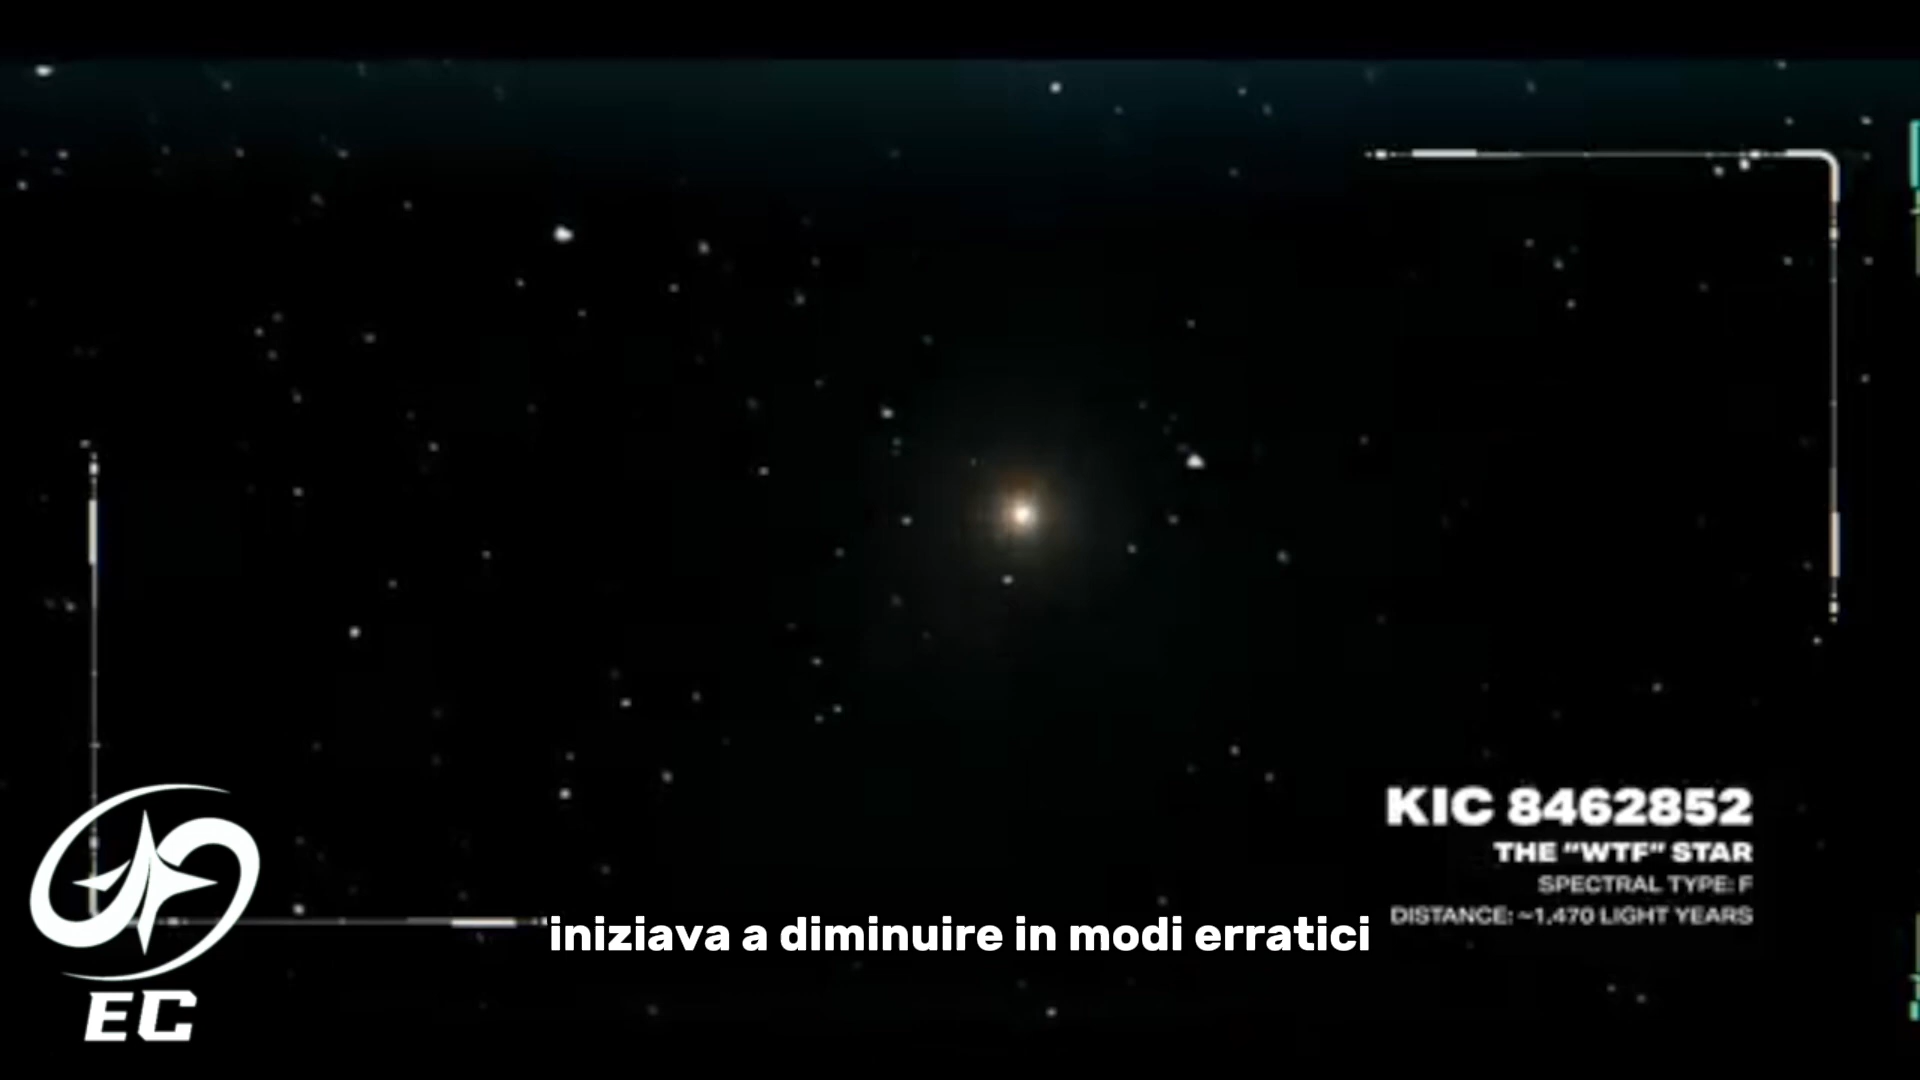 KIC 8462852
THE "WTF" STAR
SPECTRAL TYPE: F
DISTANCE: ~1,470 LIGHT YEARS
iniziava a diminuire in modi erratici
EC